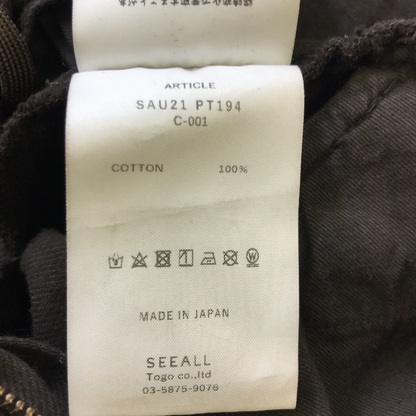 ARTICLE
SAU21 PT194
C-001
COTTON 100%
MADE IN JAPAN
SEEALL
Togo co.,ltd
03-5875-9076